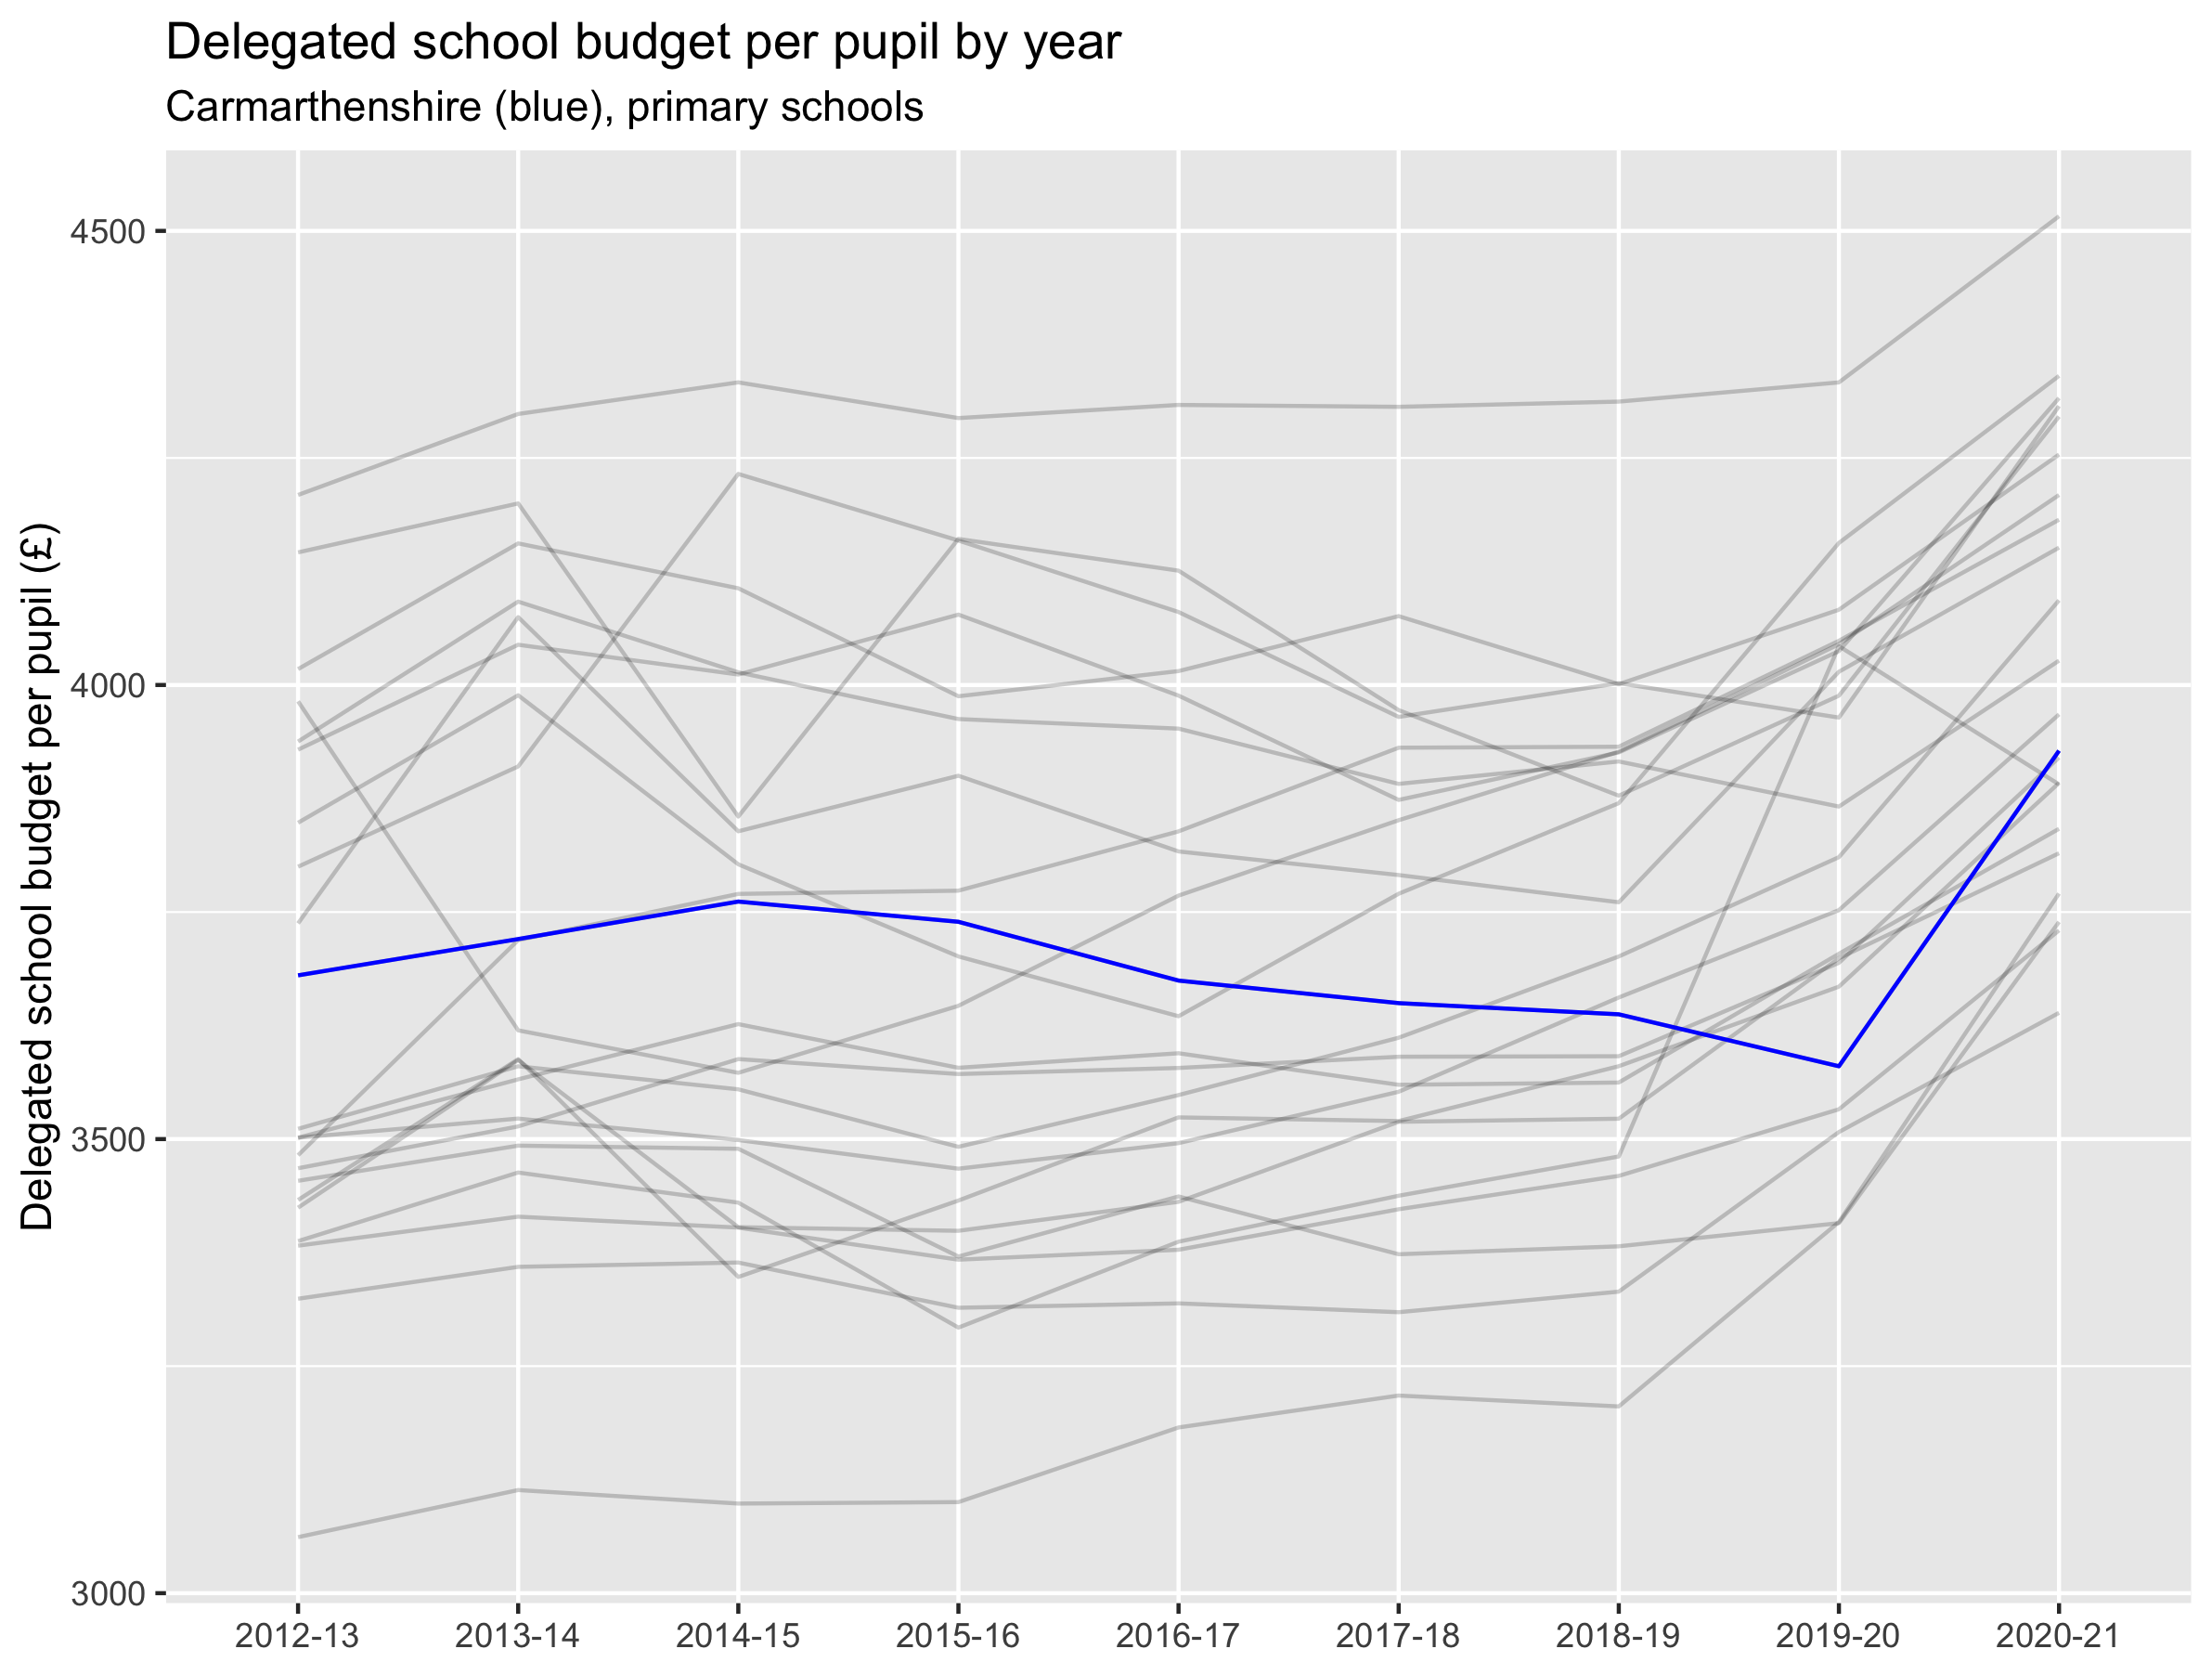 Delegated school budget per pupil by year
Carmarthenshire (blue), primary schools
Delegated school budget per pupil (£)
4500
4000
3500
3000
2012-13 2013-14 2014-15 2015-16 2016-17 2017-18 2018-19 2019-20 2020-21